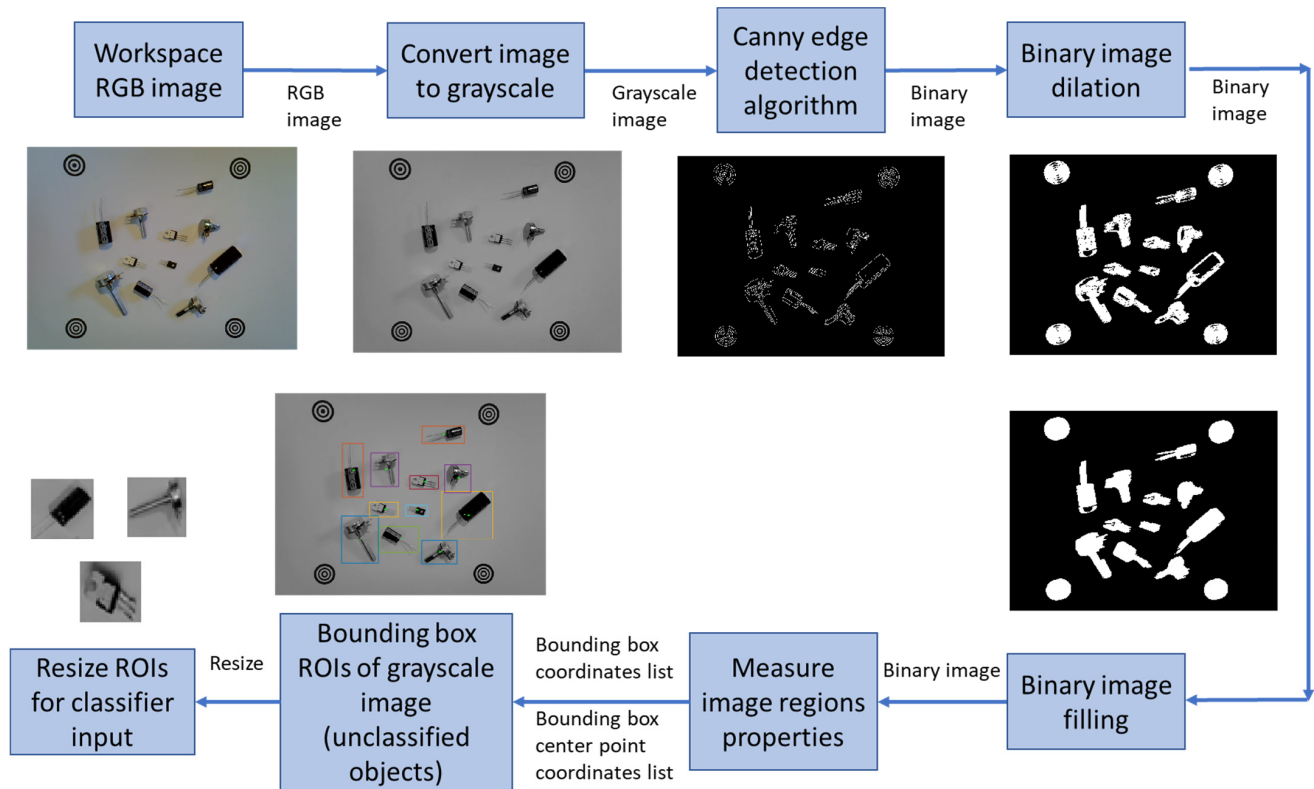 Workspace
RGB image
RGB
image
Convert image
to grayscale
Grayscale
image
Canny edge
detection
algorithm
Binary
image
Binary image
dilation
Binary
image
Binary image
filling
Binary image
Measure
image regions
properties
Bounding box
coordinates list
Bounding box
center point
coordinates list
Bounding box
ROIs of grayscale
image
(unclassified
objects)
Resize
Resize ROIs
for classifier
input